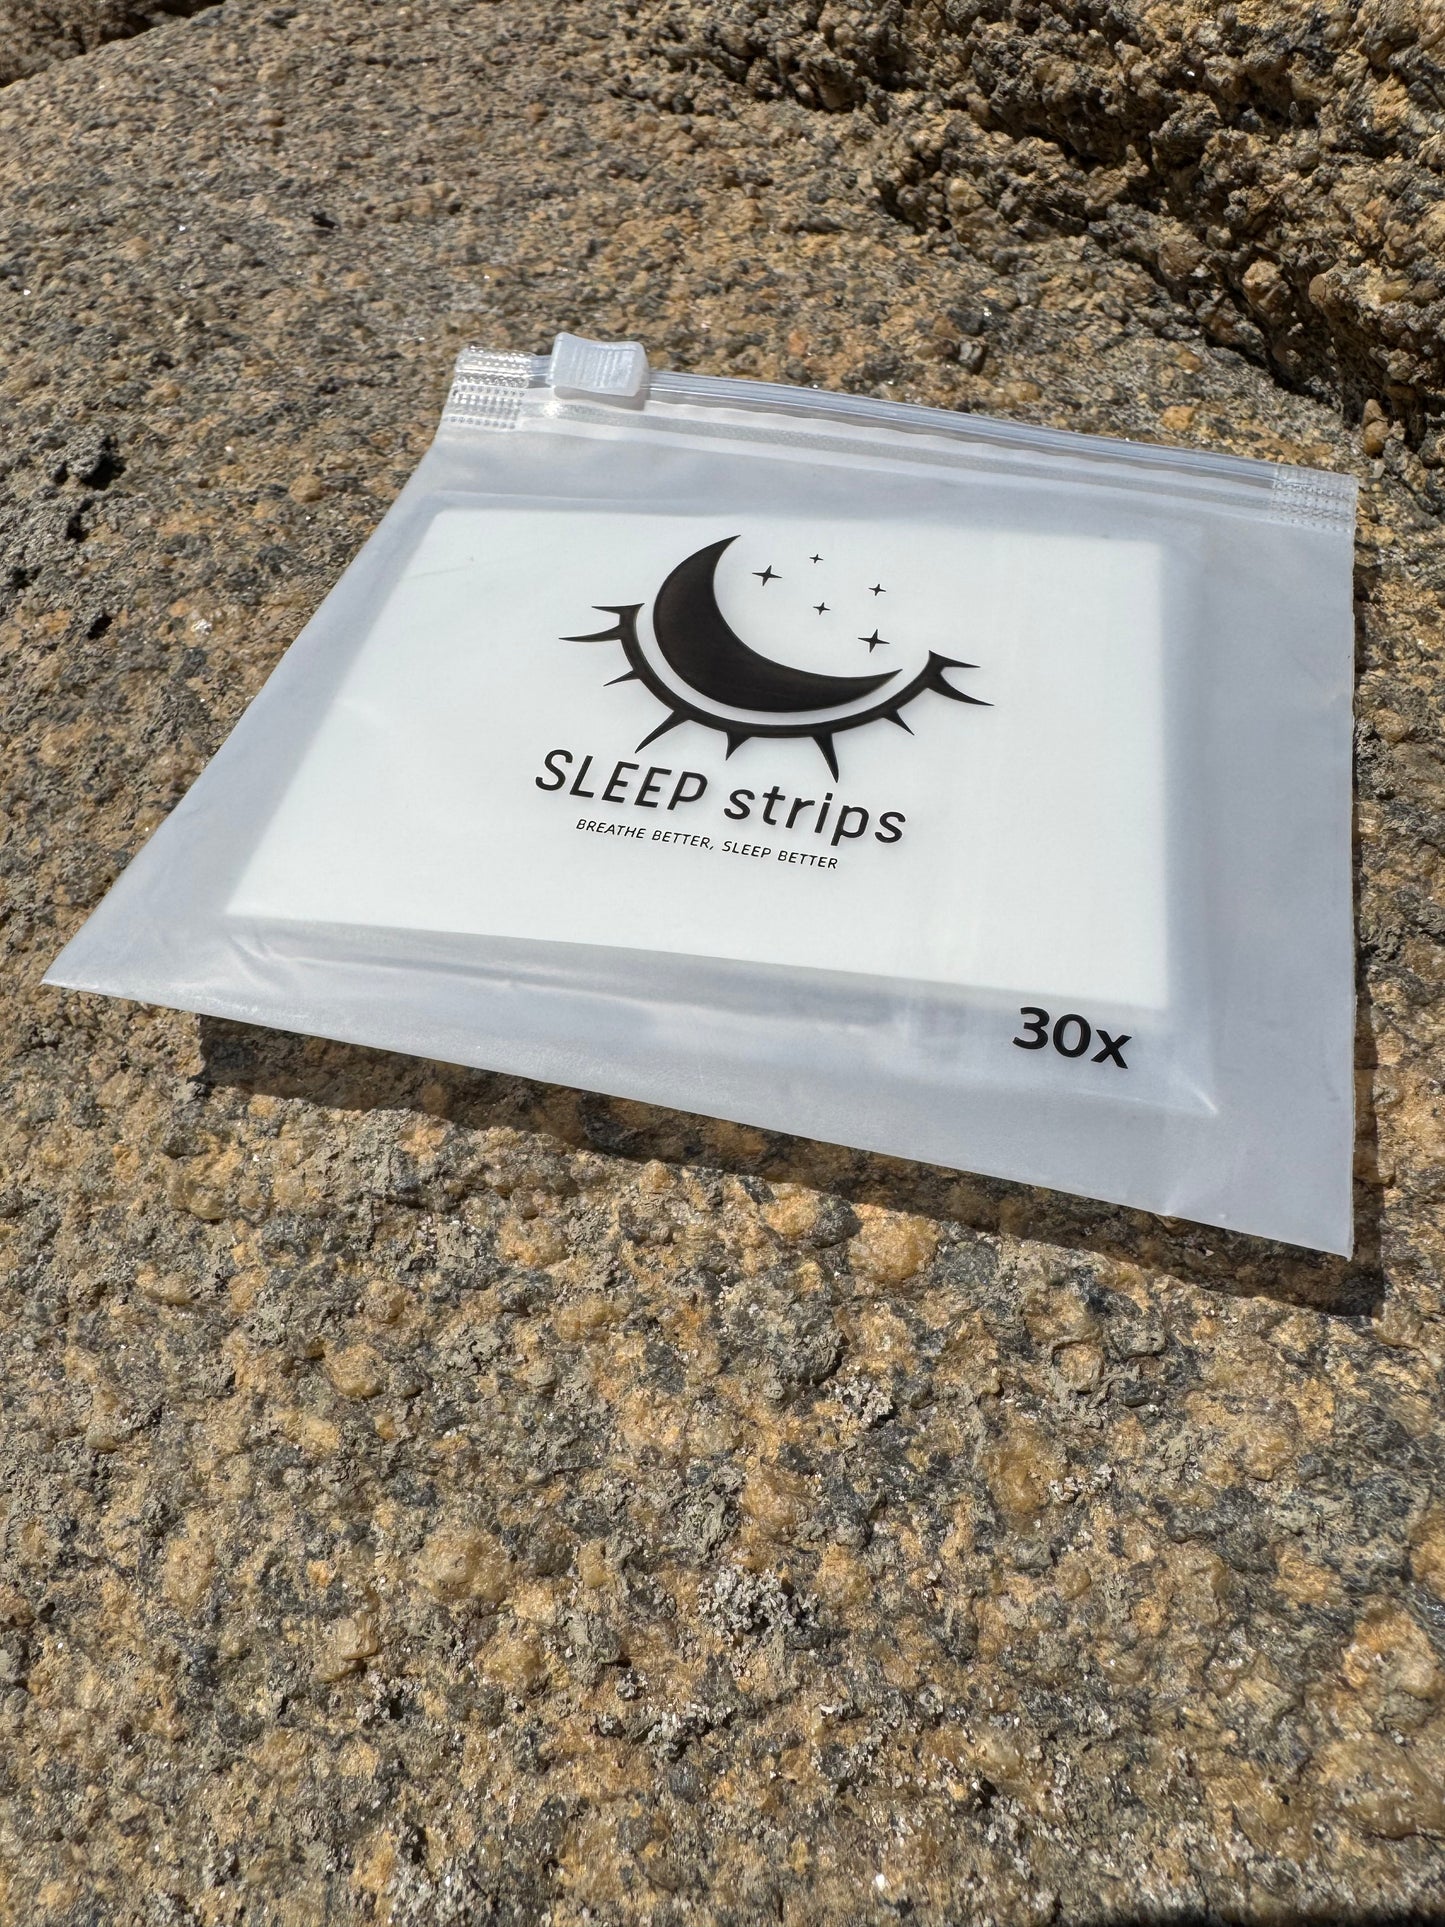 SLEEP strips
BREATHE BETTER, SLEEP BETTER
30x